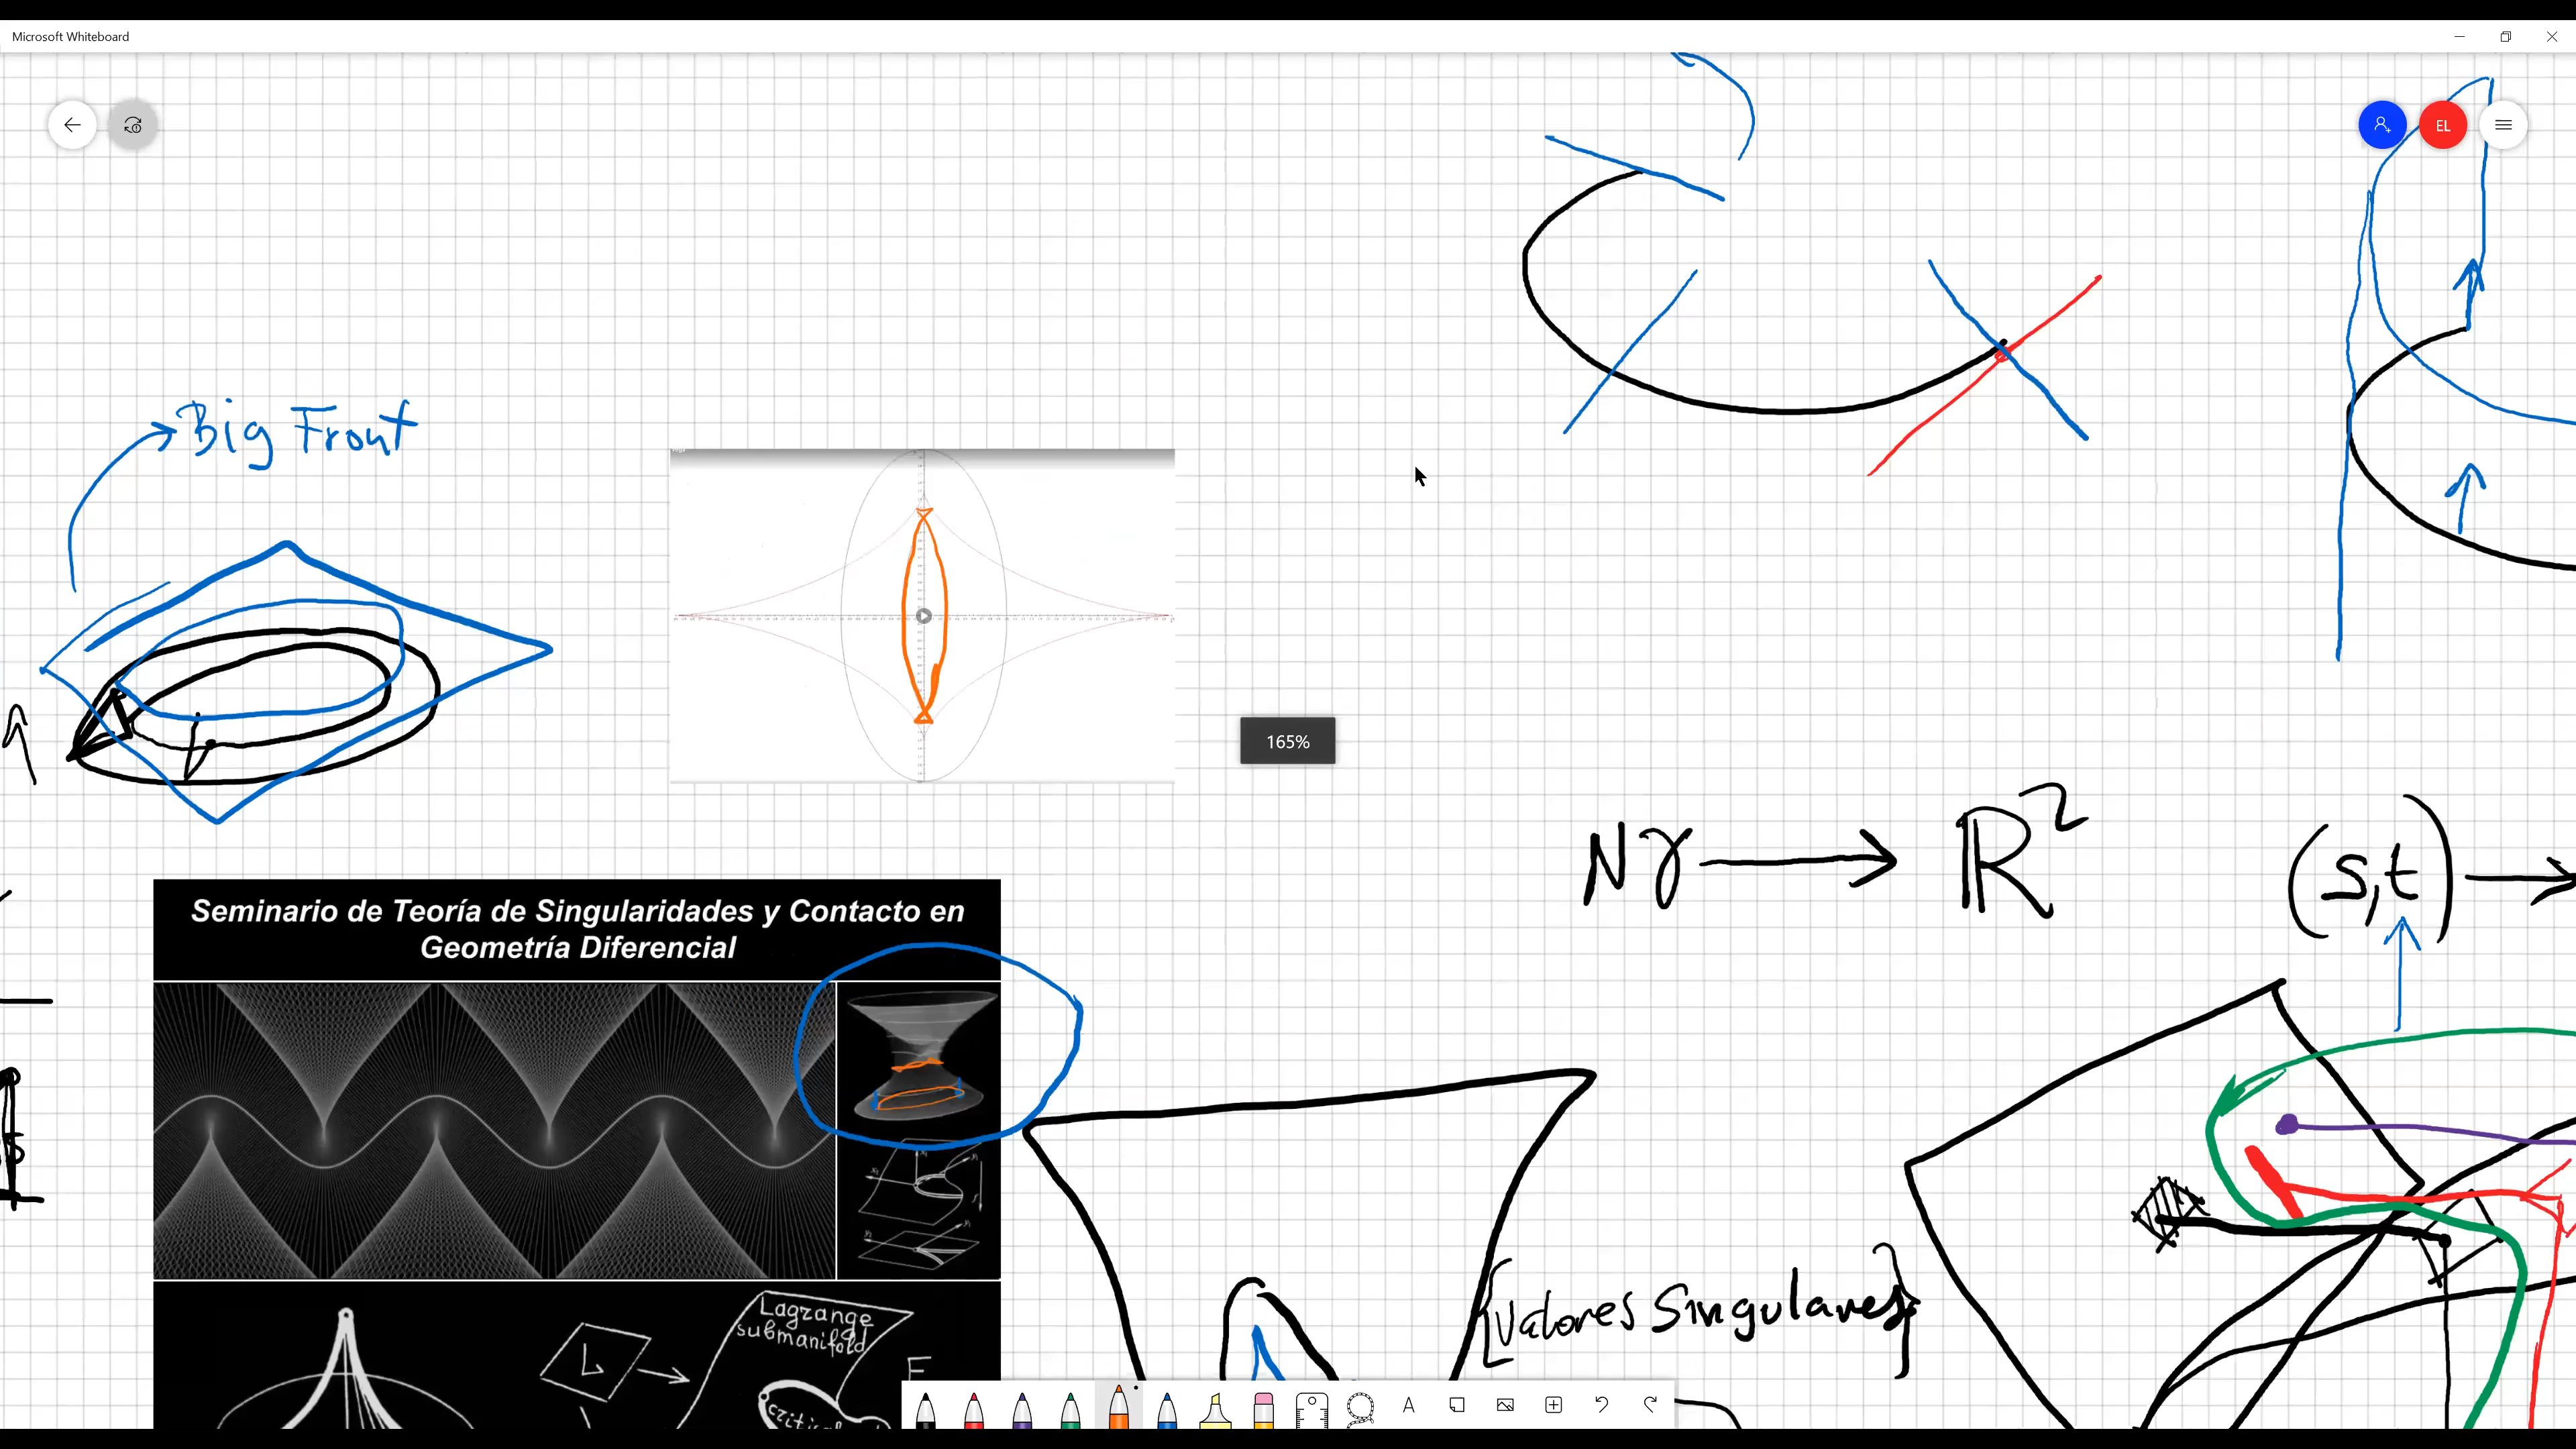 Microsoft Whiteboard
EL
Big Front
165%
Nγ → R²
(s,t) →
Seminario de Teoría de Singularidades y Contacto en
Geometría Diferencial
Valores Singulares
Lagrange
submanifold
L
F
A